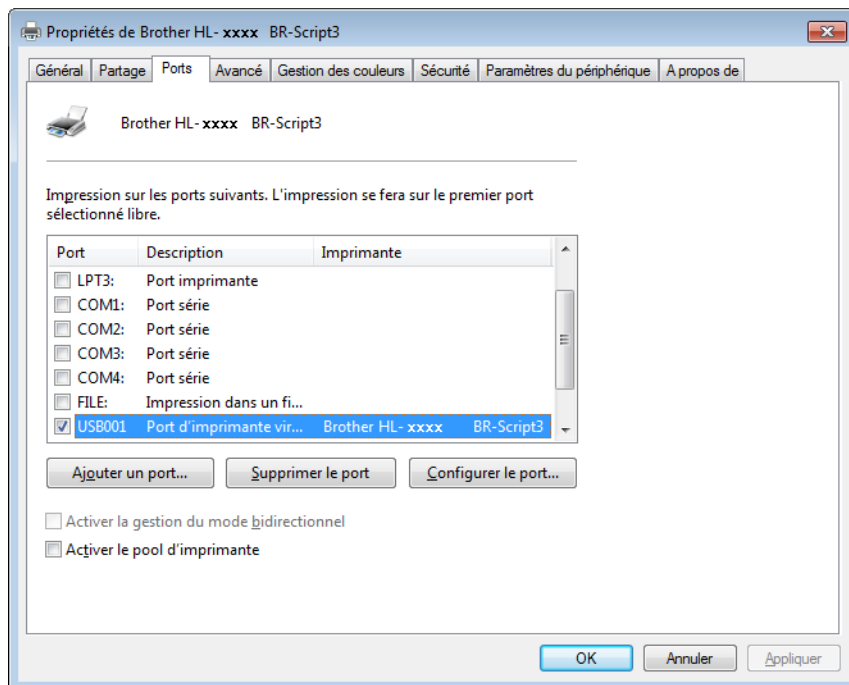 Propriétés de Brother HL- xxxx BR-Script3
Général Partage Ports Avancé Gestion des couleurs Sécurité Paramètres du périphérique A propos de
Brother HL- xxxx BR-Script3
Impression sur les ports suivants. L'impression se fera sur le premier port
sélectionné libre.
Port Description Imprimante
LPT3: Port imprimante
COM1: Port série
COM2: Port série
COM3: Port série
COM4: Port série
FILE: Impression dans un fi...
USB001 Port d'imprimante vir... Brother HL- xxxx BR-Script3
Ajouter un port... Supprimer le port Configurer le port...
Activer la gestion du mode bidirectionnel
Activer le pool d'imprimante
OK Annuler Appliquer